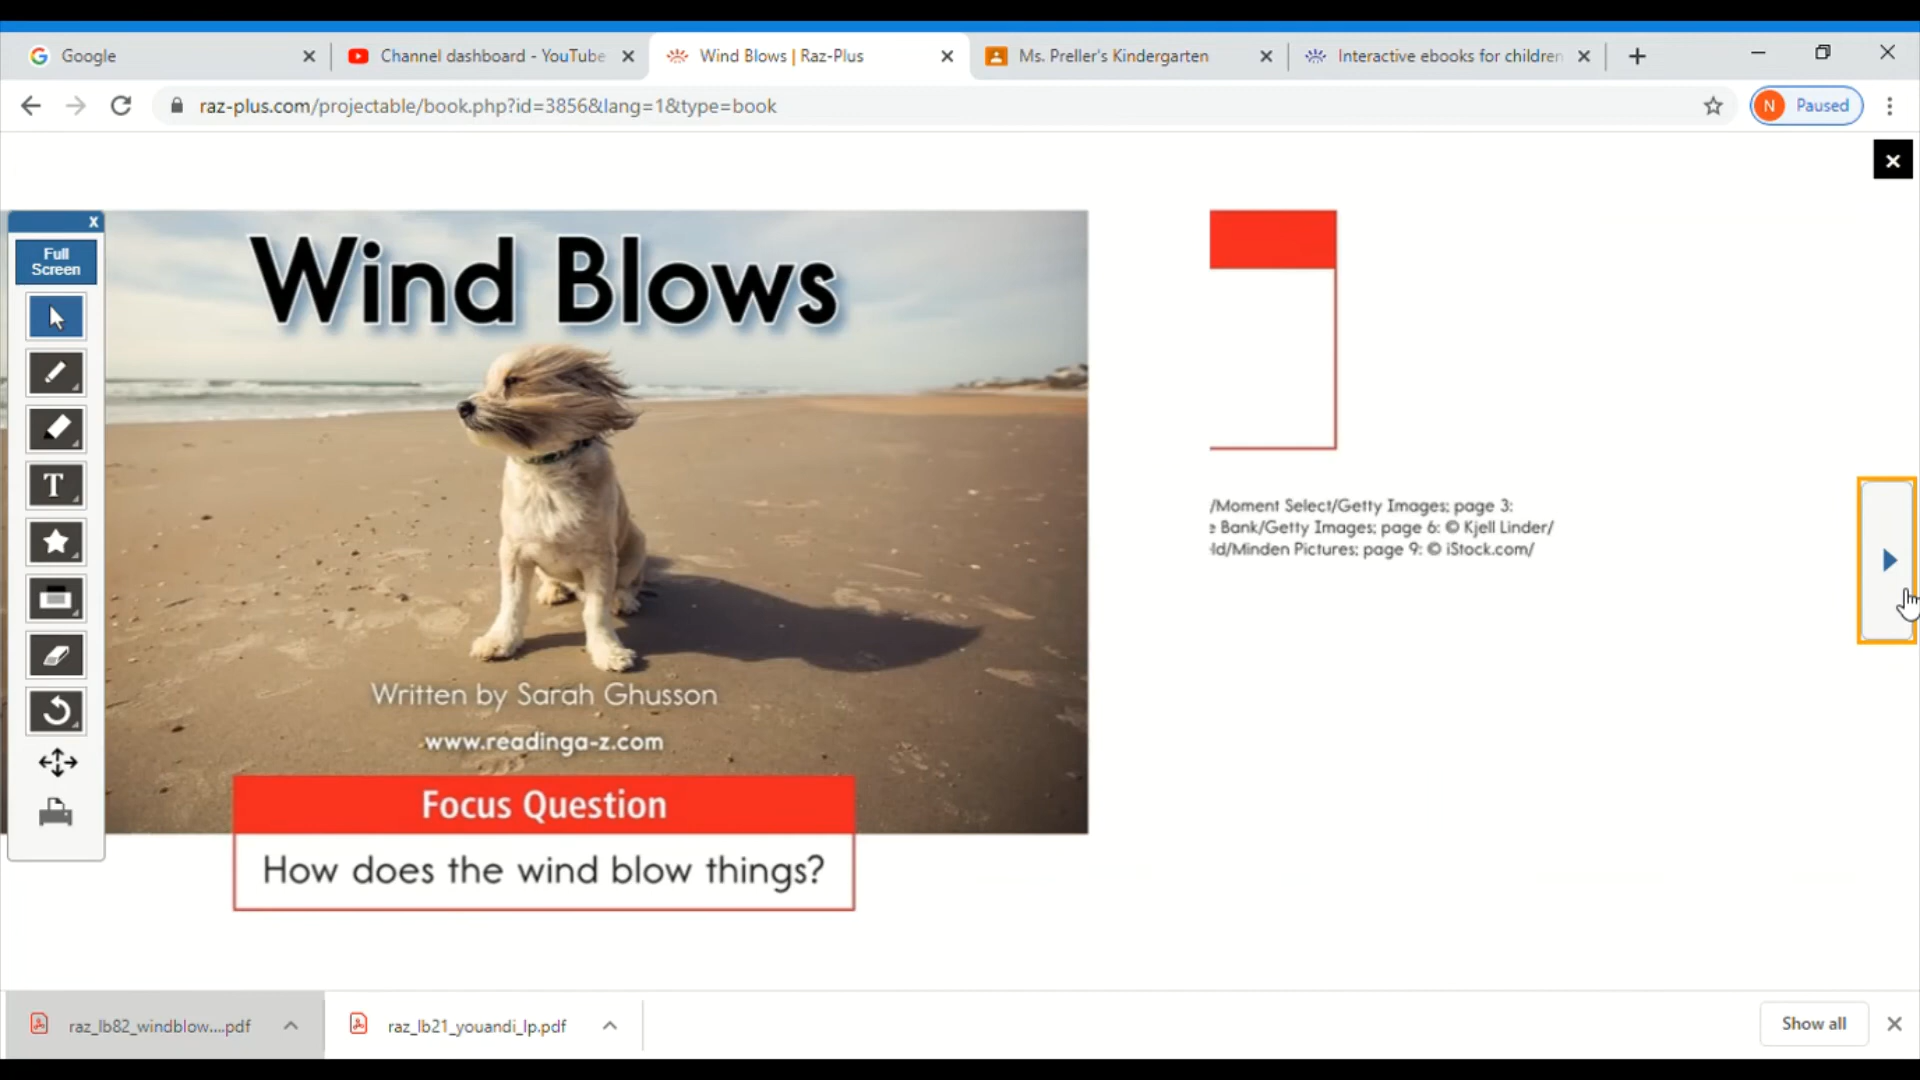 Google
Channel dashboard - YouTube
Wind Blows | Raz-Plus
Ms. Preller's Kindergarten
Interactive ebooks for children
raz-plus.com/projectable/book.php?id=3856&lang=1&type=book
N Paused
x
Full
Screen
T
Wind Blows
Written by Sarah Ghusson
www.readinga-z.com
Focus Question
How does the wind blow things?
/Moment Select/Getty Images; page 3:
e Bank/Getty Images; page 6: © Kjell Linder/
ld/Minden Pictures; page 9: © iStock.com/
raz_lb82_windblow....pdf
raz_lb21_youandi_lp.pdf
Show all